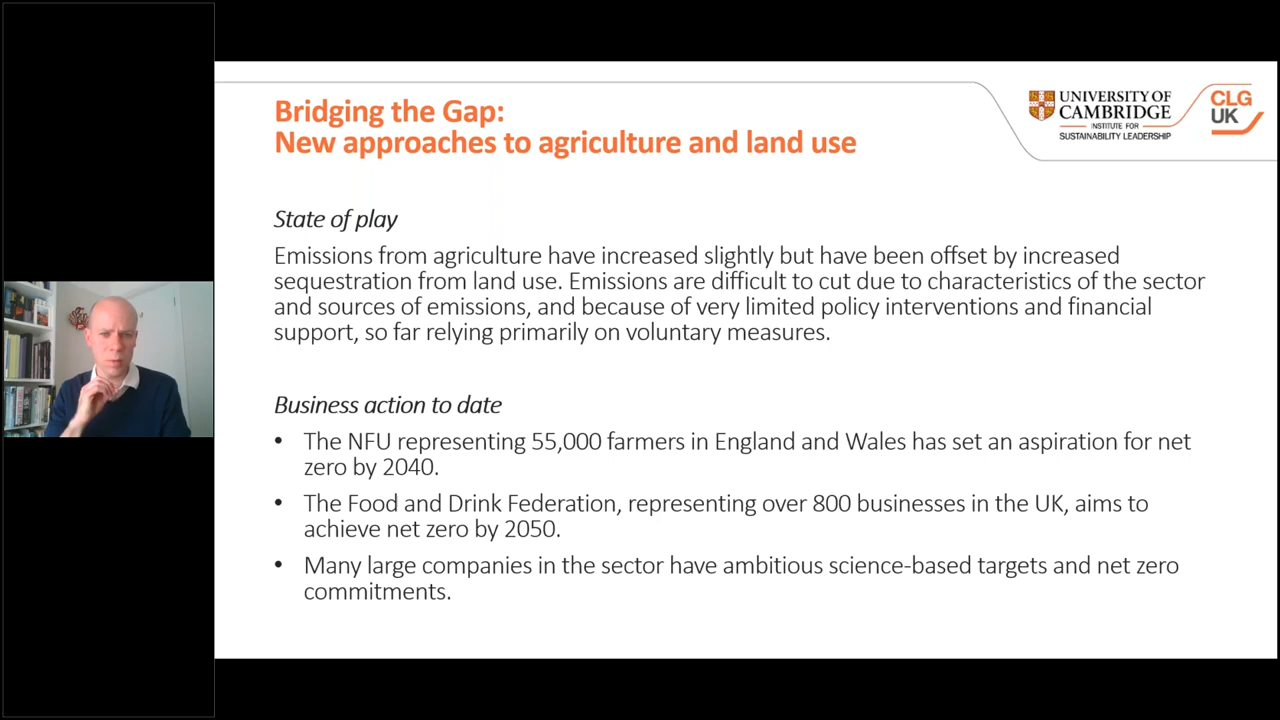 Bridging the Gap:
New approaches to agriculture and land use
UNIVERSITY OF
CAMBRIDGE
INSTITUTE FOR
SUSTAINABILITY LEADERSHIP
CLG
UK
State of play
Emissions from agriculture have increased slightly but have been offset by increased
sequestration from land use. Emissions are difficult to cut due to characteristics of the sector
and sources of emissions, and because of very limited policy interventions and financial
support, so far relying primarily on voluntary measures.
Business action to date
• The NFU representing 55,000 farmers in England and Wales has set an aspiration for net
zero by 2040.
• The Food and Drink Federation, representing over 800 businesses in the UK, aims to
achieve net zero by 2050.
• Many large companies in the sector have ambitious science-based targets and net zero
commitments.